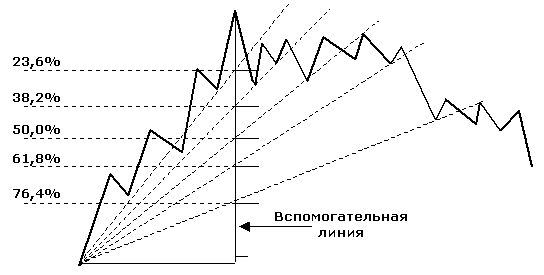 23,6%
38,2%
50,0%
61,8%
76,4%
Вспомогательная
линия